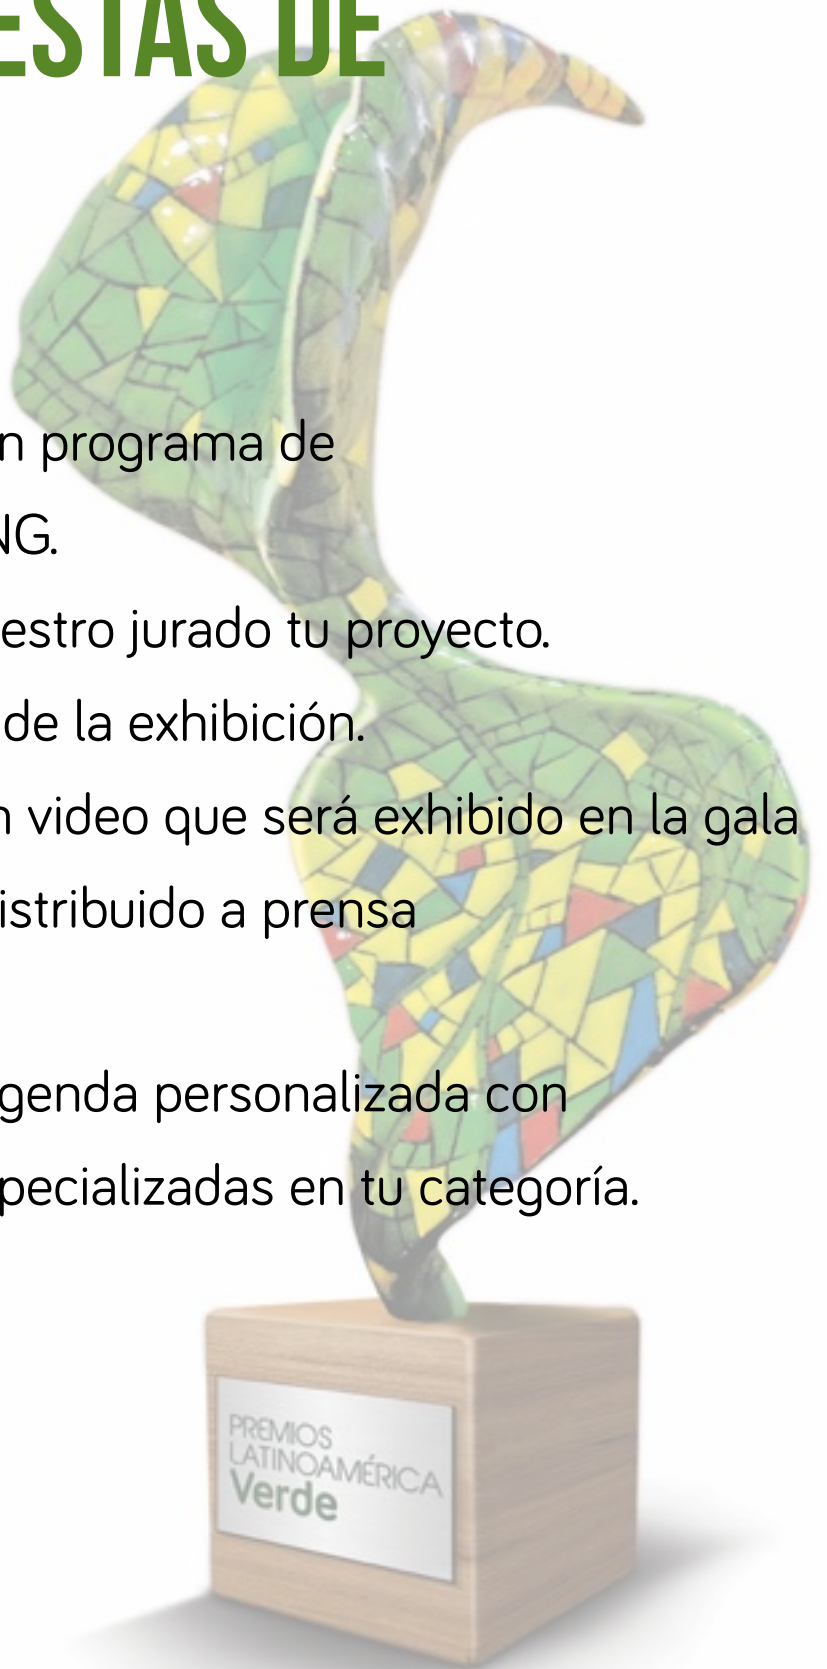 ESTAS DE
n programa de
NG.
estro jurado tu proyecto.
de la exhibición.
n video que será exhibido en la gala
istribuido a prensa
genda personalizada con
pecializadas en tu categoría.
PREMIOS
LATINOAMÉRICA
Verde